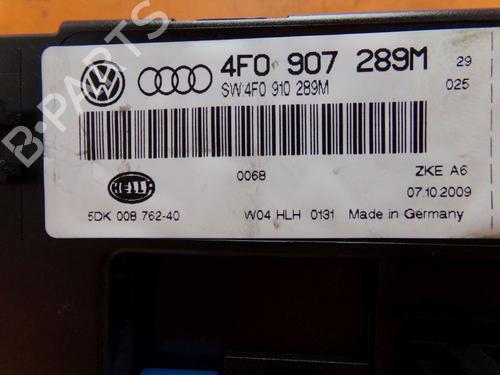 4F0 907 289M 29
SW:4F0 910 289M 025
0068 ZKE A6
HELLA 07.10.2009
5DK 008 762-40 W04 HLH 0131 Made in Germany
B-PARTS